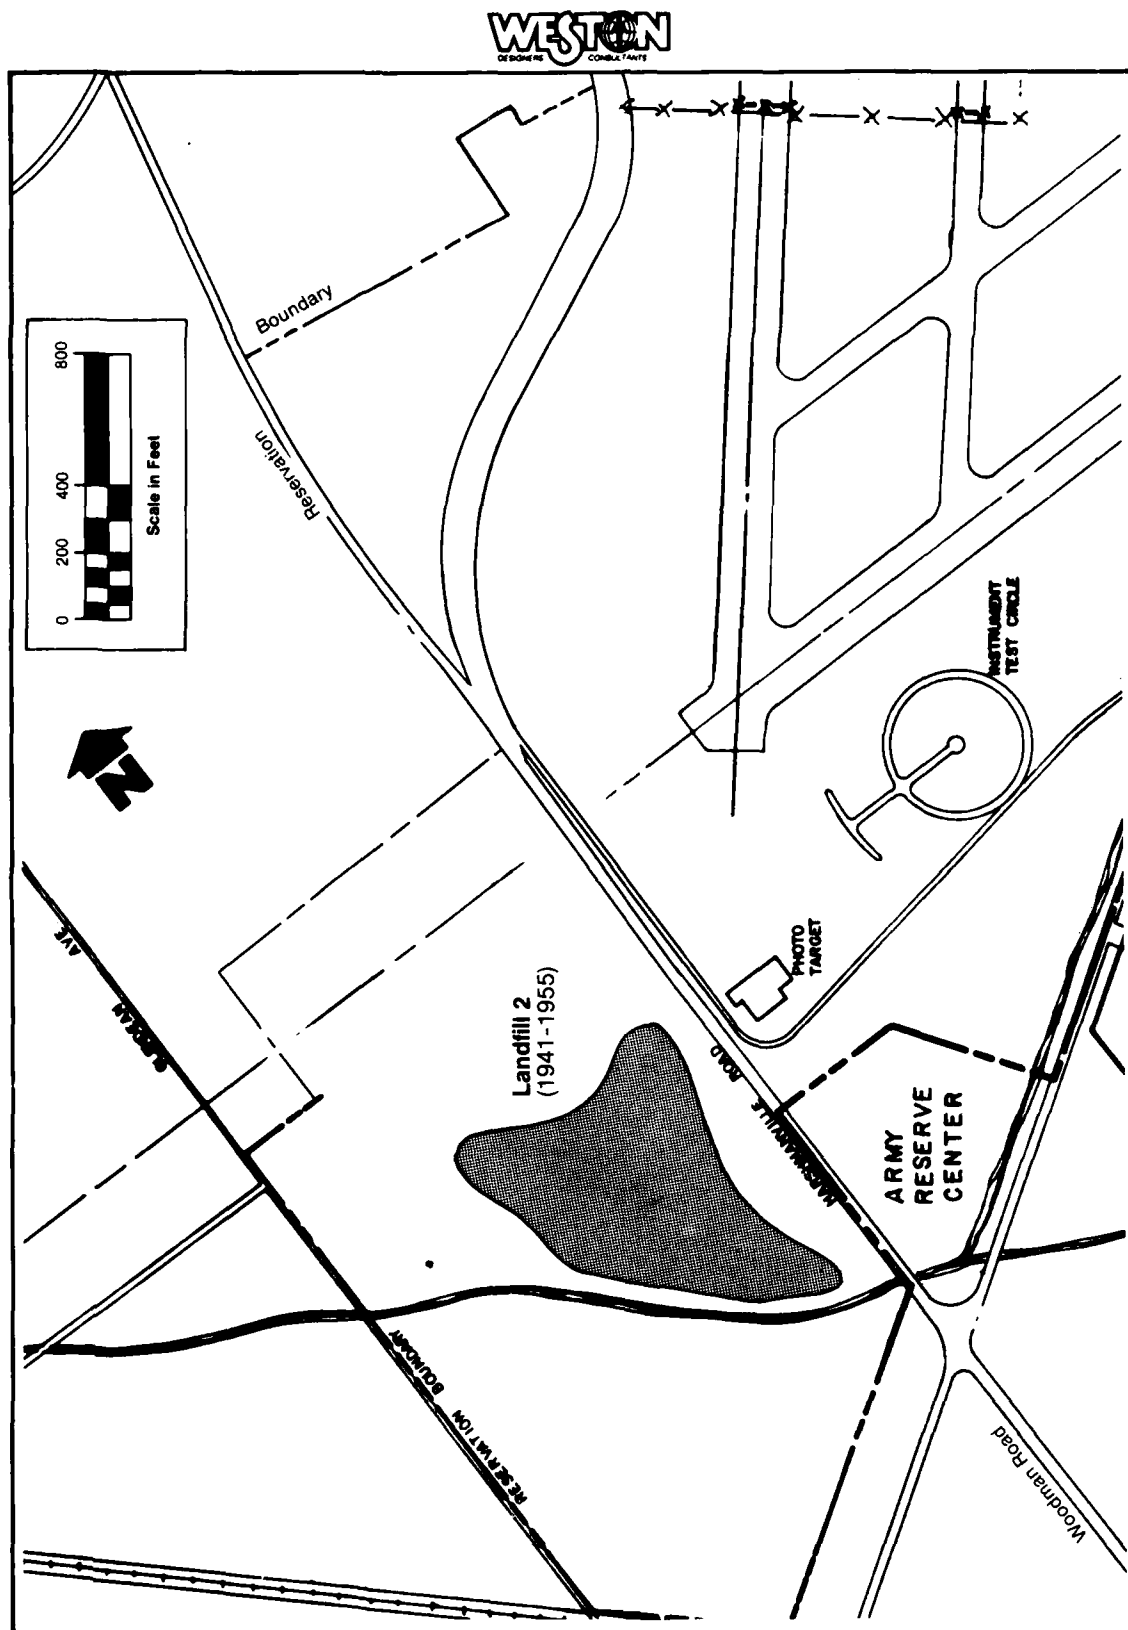 WESTON
DESIGNERS CONSULTANTS
Boundary
Reservation
0 200 400 800
Scale in Feet
N
INSTRUMENT
TEST CIRCLE
AVE
PHOTO
TARGET
Landfill 2
(1941-1955)
ROAD
ARMY
RESERVE
CENTER
RESERVATION BOUNDARY
Woodman Road